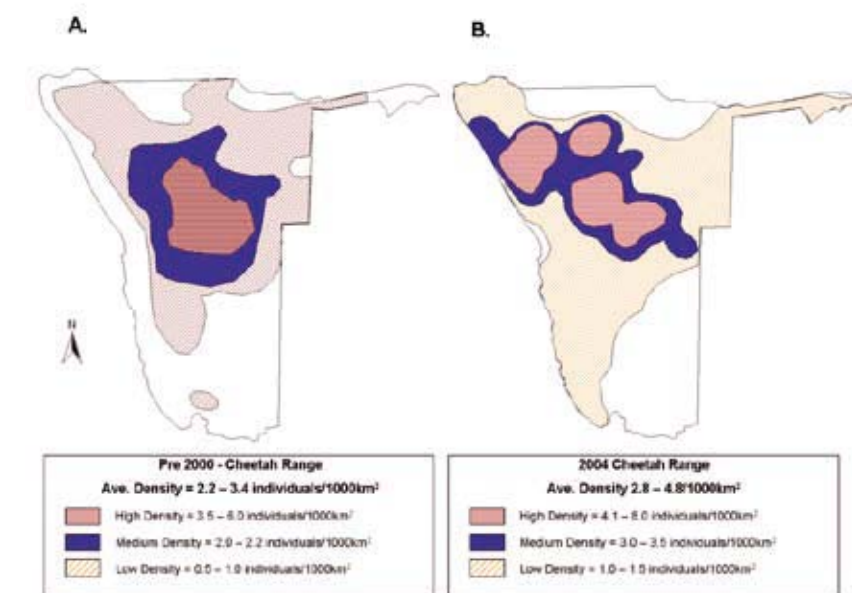 A.
B.
N
Pre 2000 - Cheetah Range
Ave. Density = 2.2 – 3.4 individuals/1000km²
High Density = 3.5 – 6.0 individuals/1000km²
Medium Density = 2.0 – 2.2 individuals/1000km²
Low Density = 0.5 – 1.0 individuals/1000km²
2004 Cheetah Range
Ave. Density 2.8 – 4.8/1000km²
High Density = 4.1 – 8.0 individuals/1000km²
Medium Density = 3.0 – 3.5 individuals/1000km²
Low Density = 1.0 – 1.5 individuals/1000km²